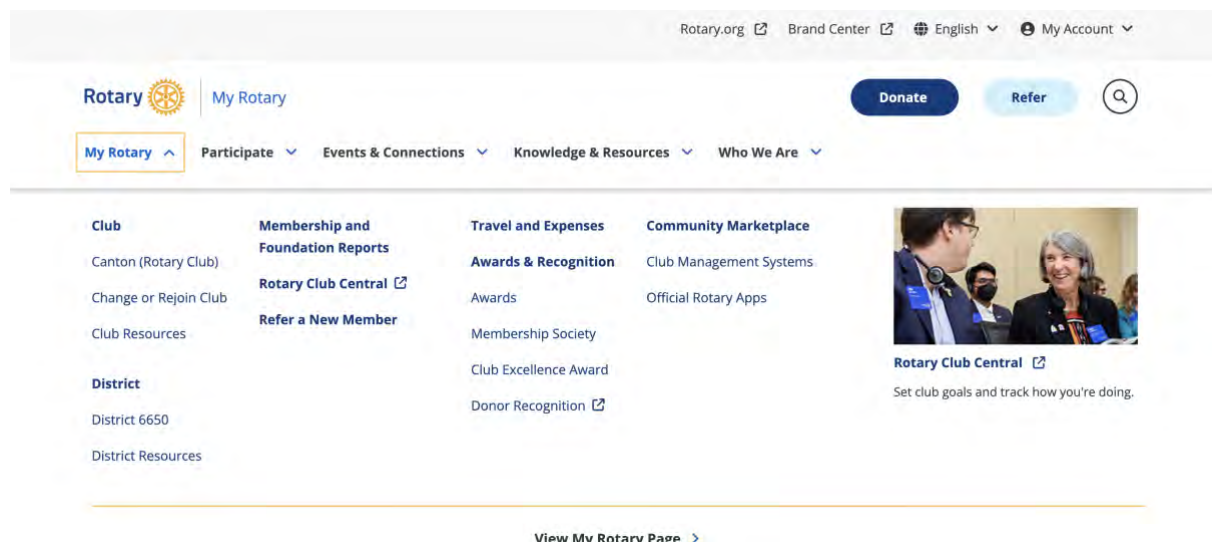 Rotary.org Brand Center English My Account
Rotary My Rotary
Donate Refer
My Rotary Participate Events & Connections Knowledge & Resources Who We Are
Club
Canton (Rotary Club)
Change or Rejoin Club
Club Resources
District
District 6650
District Resources
Membership and
Foundation Reports
Rotary Club Central
Refer a New Member
Travel and Expenses
Awards & Recognition
Awards
Membership Society
Club Excellence Award
Donor Recognition
Community Marketplace
Club Management Systems
Official Rotary Apps
Rotary Club Central
Set club goals and track how you're doing.
View My Rotary Page